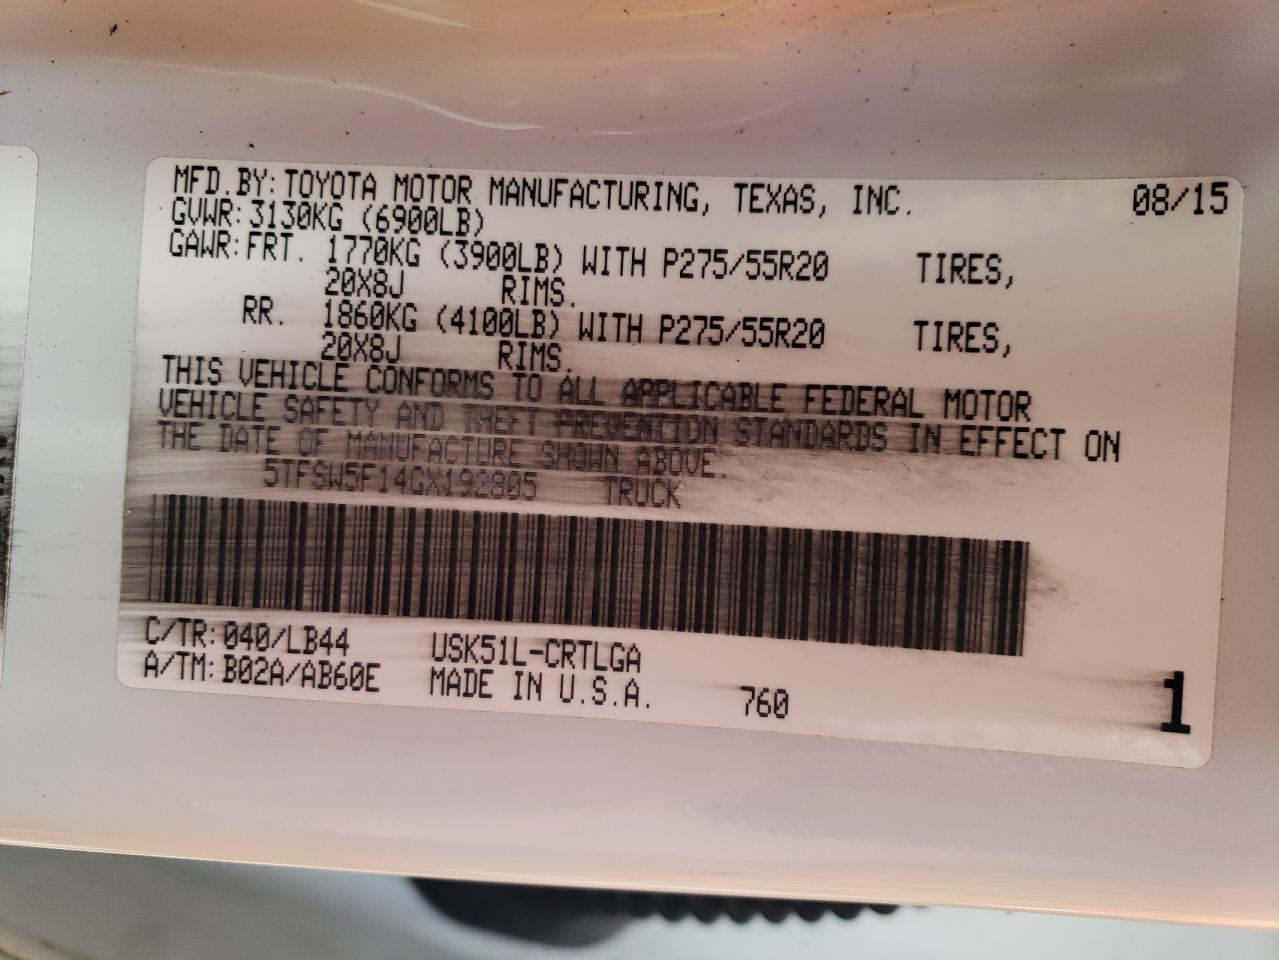 MFD.BY:TOYOTA MOTOR MANUFACTURING, TEXAS, INC. 08/15
GVWR:3130KG (6900LB)
GAWR:FRT. 1770KG (3900LB) WITH P275/55R20 TIRES,
20X8J RIMS.
RR. 1860KG (4100LB) WITH P275/55R20 TIRES,
20X8J RIMS.
THIS VEHICLE CONFORMS TO ALL APPLICABLE FEDERAL MOTOR
VEHICLE SAFETY AND THEFT PREVENTION STANDARDS IN EFFECT ON
THE DATE OF MANUFACTURE SHOWN ABOVE.
5TFSW5F14GX192805 TRUCK
C/TR:040/LB44 USK51L-CRTLGA
A/TM:B02A/AB60E MADE IN U.S.A. 760 1